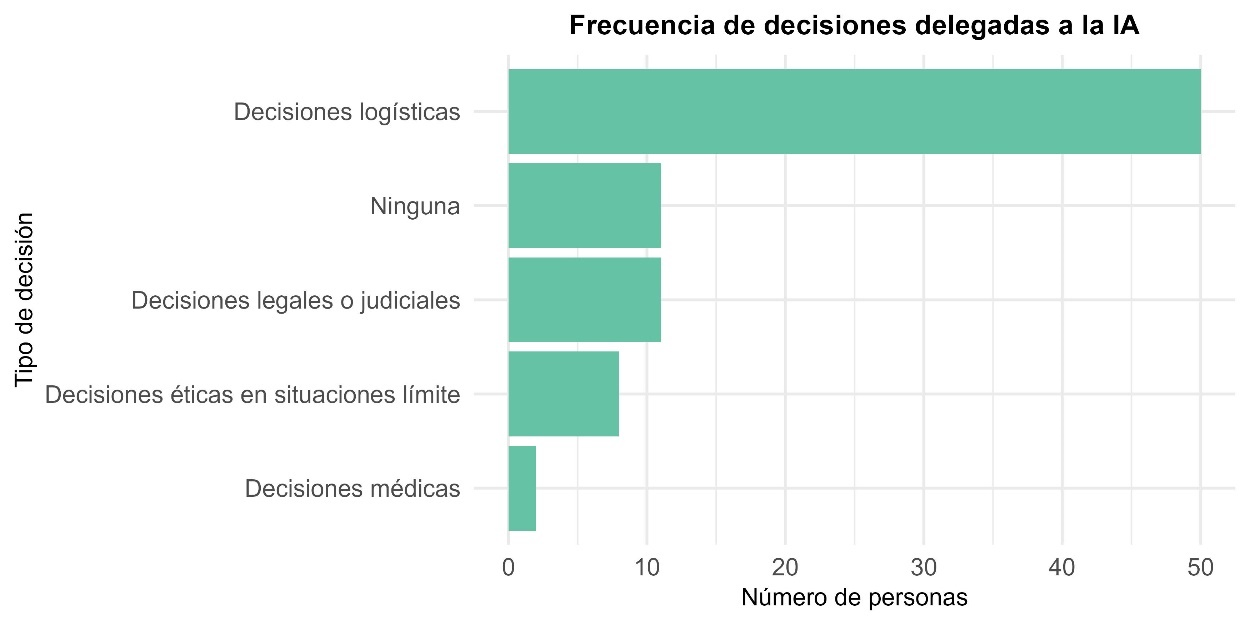 Frecuencia de decisiones delegadas a la IA
Tipo de decisión
Decisiones logísticas
Ninguna
Decisiones legales o judiciales
Decisiones éticas en situaciones límite
Decisiones médicas
0 10 20 30 40 50
Número de personas